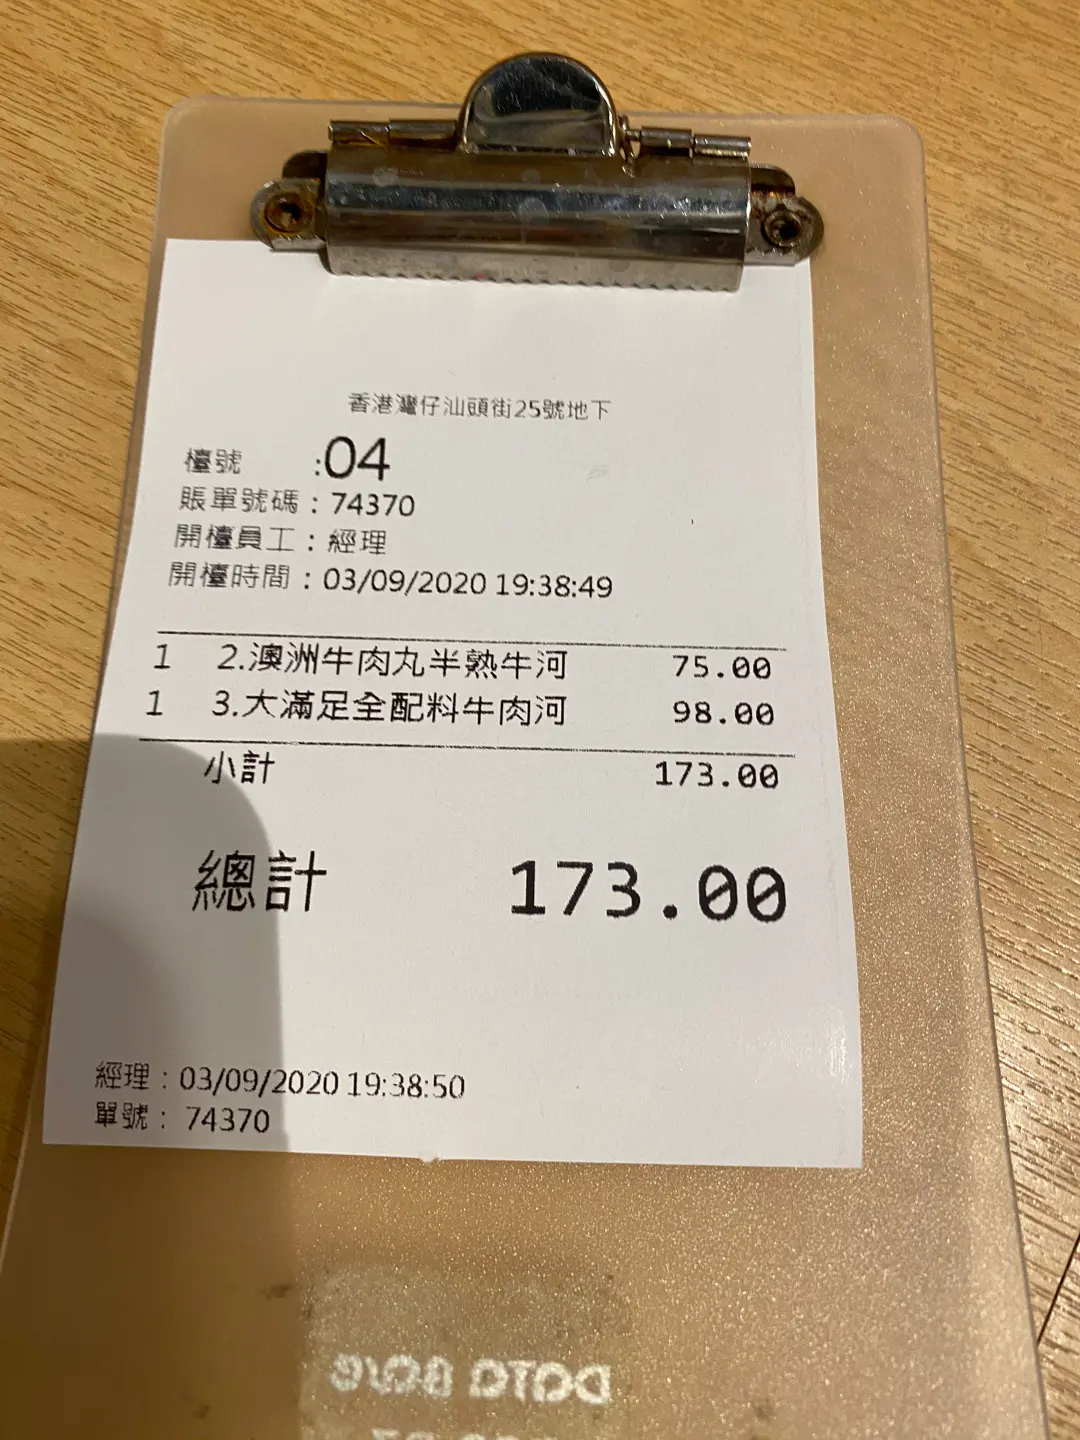 香港灣仔汕頭街25號地下
檯號 :04
賬單號碼：74370
開檯員工：經理
開檯時間：03/09/2020 19:38:49
1 2.澳洲牛肉丸半熟牛河 75.00
1 3.大滿足全配料牛肉河 98.00
小計 173.00
總計 173.00
經理：03/09/2020 19:38:50
單號：74370